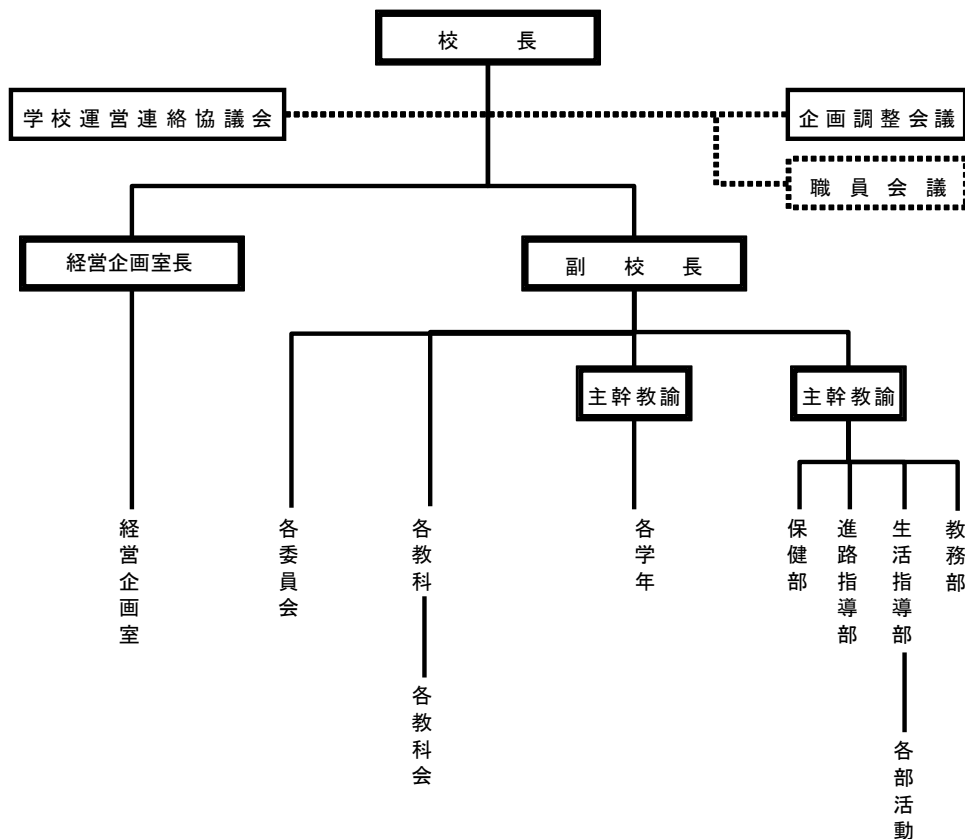 校長
学校運営連絡協議会
企画調整会議
職員会議
経営企画室長
副校長
主幹教諭
主幹教諭
経営企画室
各委員会
各教科
各学年
保健部
進路指導部
生活指導部
教務部
各教科会
各部活動